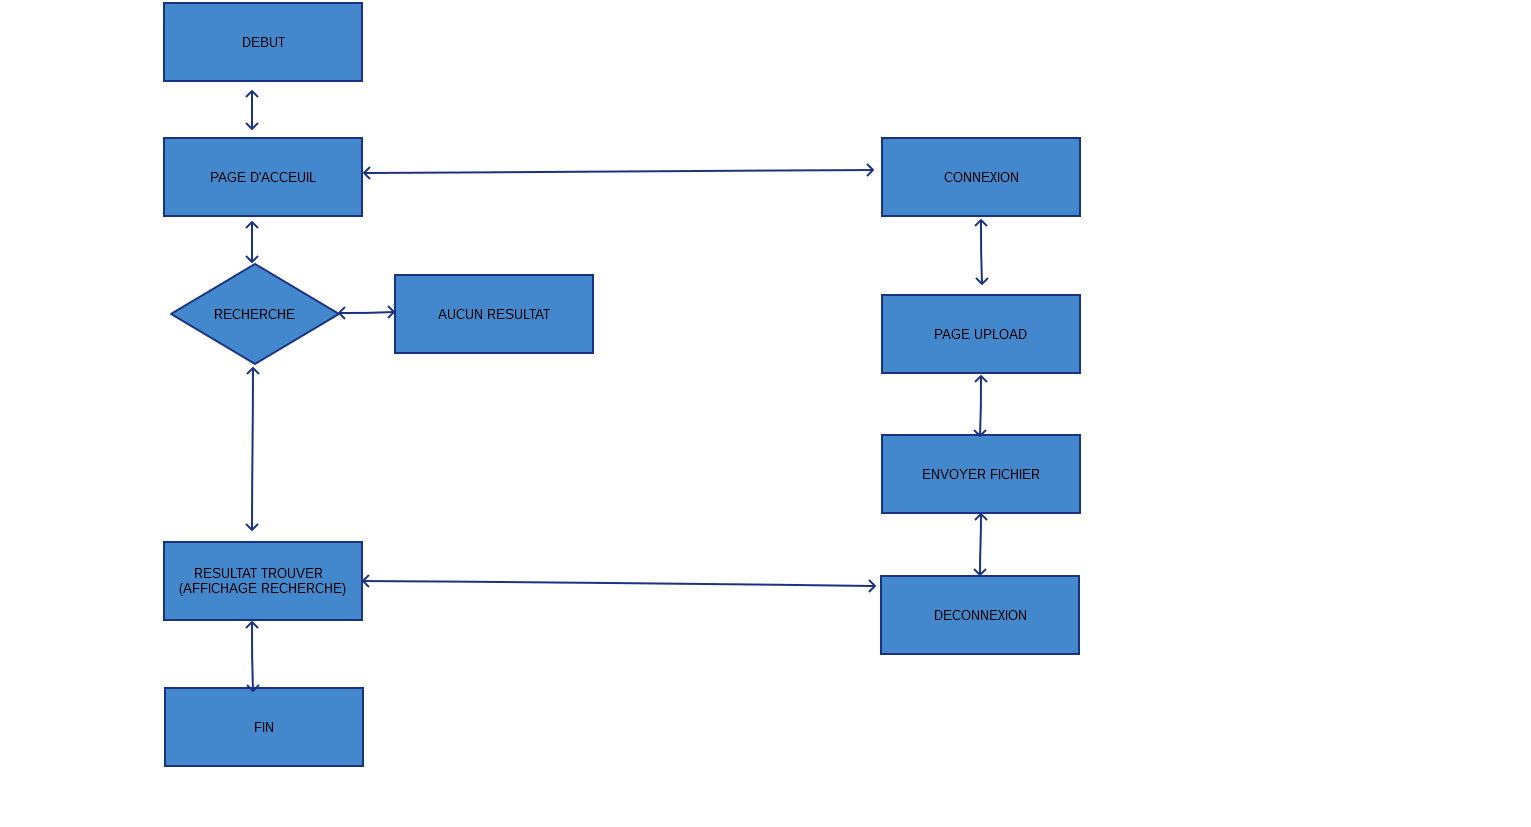 DEBUT
PAGE D'ACCEUIL
CONNEXION
RECHERCHE
AUCUN RESULTAT
PAGE UPLOAD
ENVOYER FICHIER
RESULTAT TROUVER
(AFFICHAGE RECHERCHE)
DECONNEXION
FIN